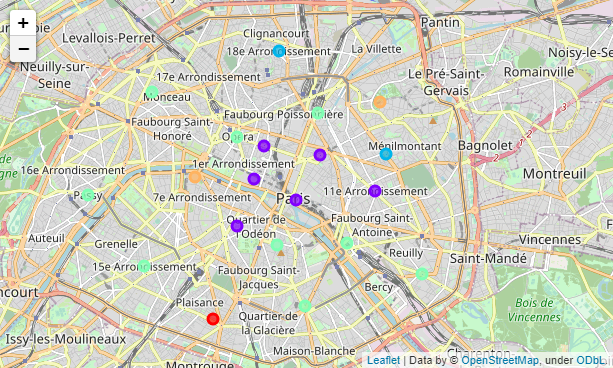 +
−
Clignancourt
Pantin
Levallois-Perret
18e Arrondissement
La Villette
Noisy-le-Se
Neuilly-sur-
Seine
17e Arrondissement
Le Pré-Saint-
Gervais
Romainville
Monceau
Faubourg Poissonnière
Faubourg Saint-
Honoré
Opéra
Ménilmontant
Bagnolet
16e Arrondissement
1er Arrondissement
Montreuil
Passy
7e Arrondissement
Paris
11e Arrondissement
Quartier de
l'Odéon
Faubourg Saint-
Antoine
Auteuil
Grenelle
Vincennes
15e Arrondissement
Faubourg Saint-
Jacques
Reuilly
Saint-Mandé
ncourt
Bercy
Plaisance
Bois de
Vincennes
Quartier de
la Glacière
Issy-les-Moulineaux
Maison-Blanche
Charenton
Montrouge
Leaflet | Data by © OpenStreetMap, under ODbL.